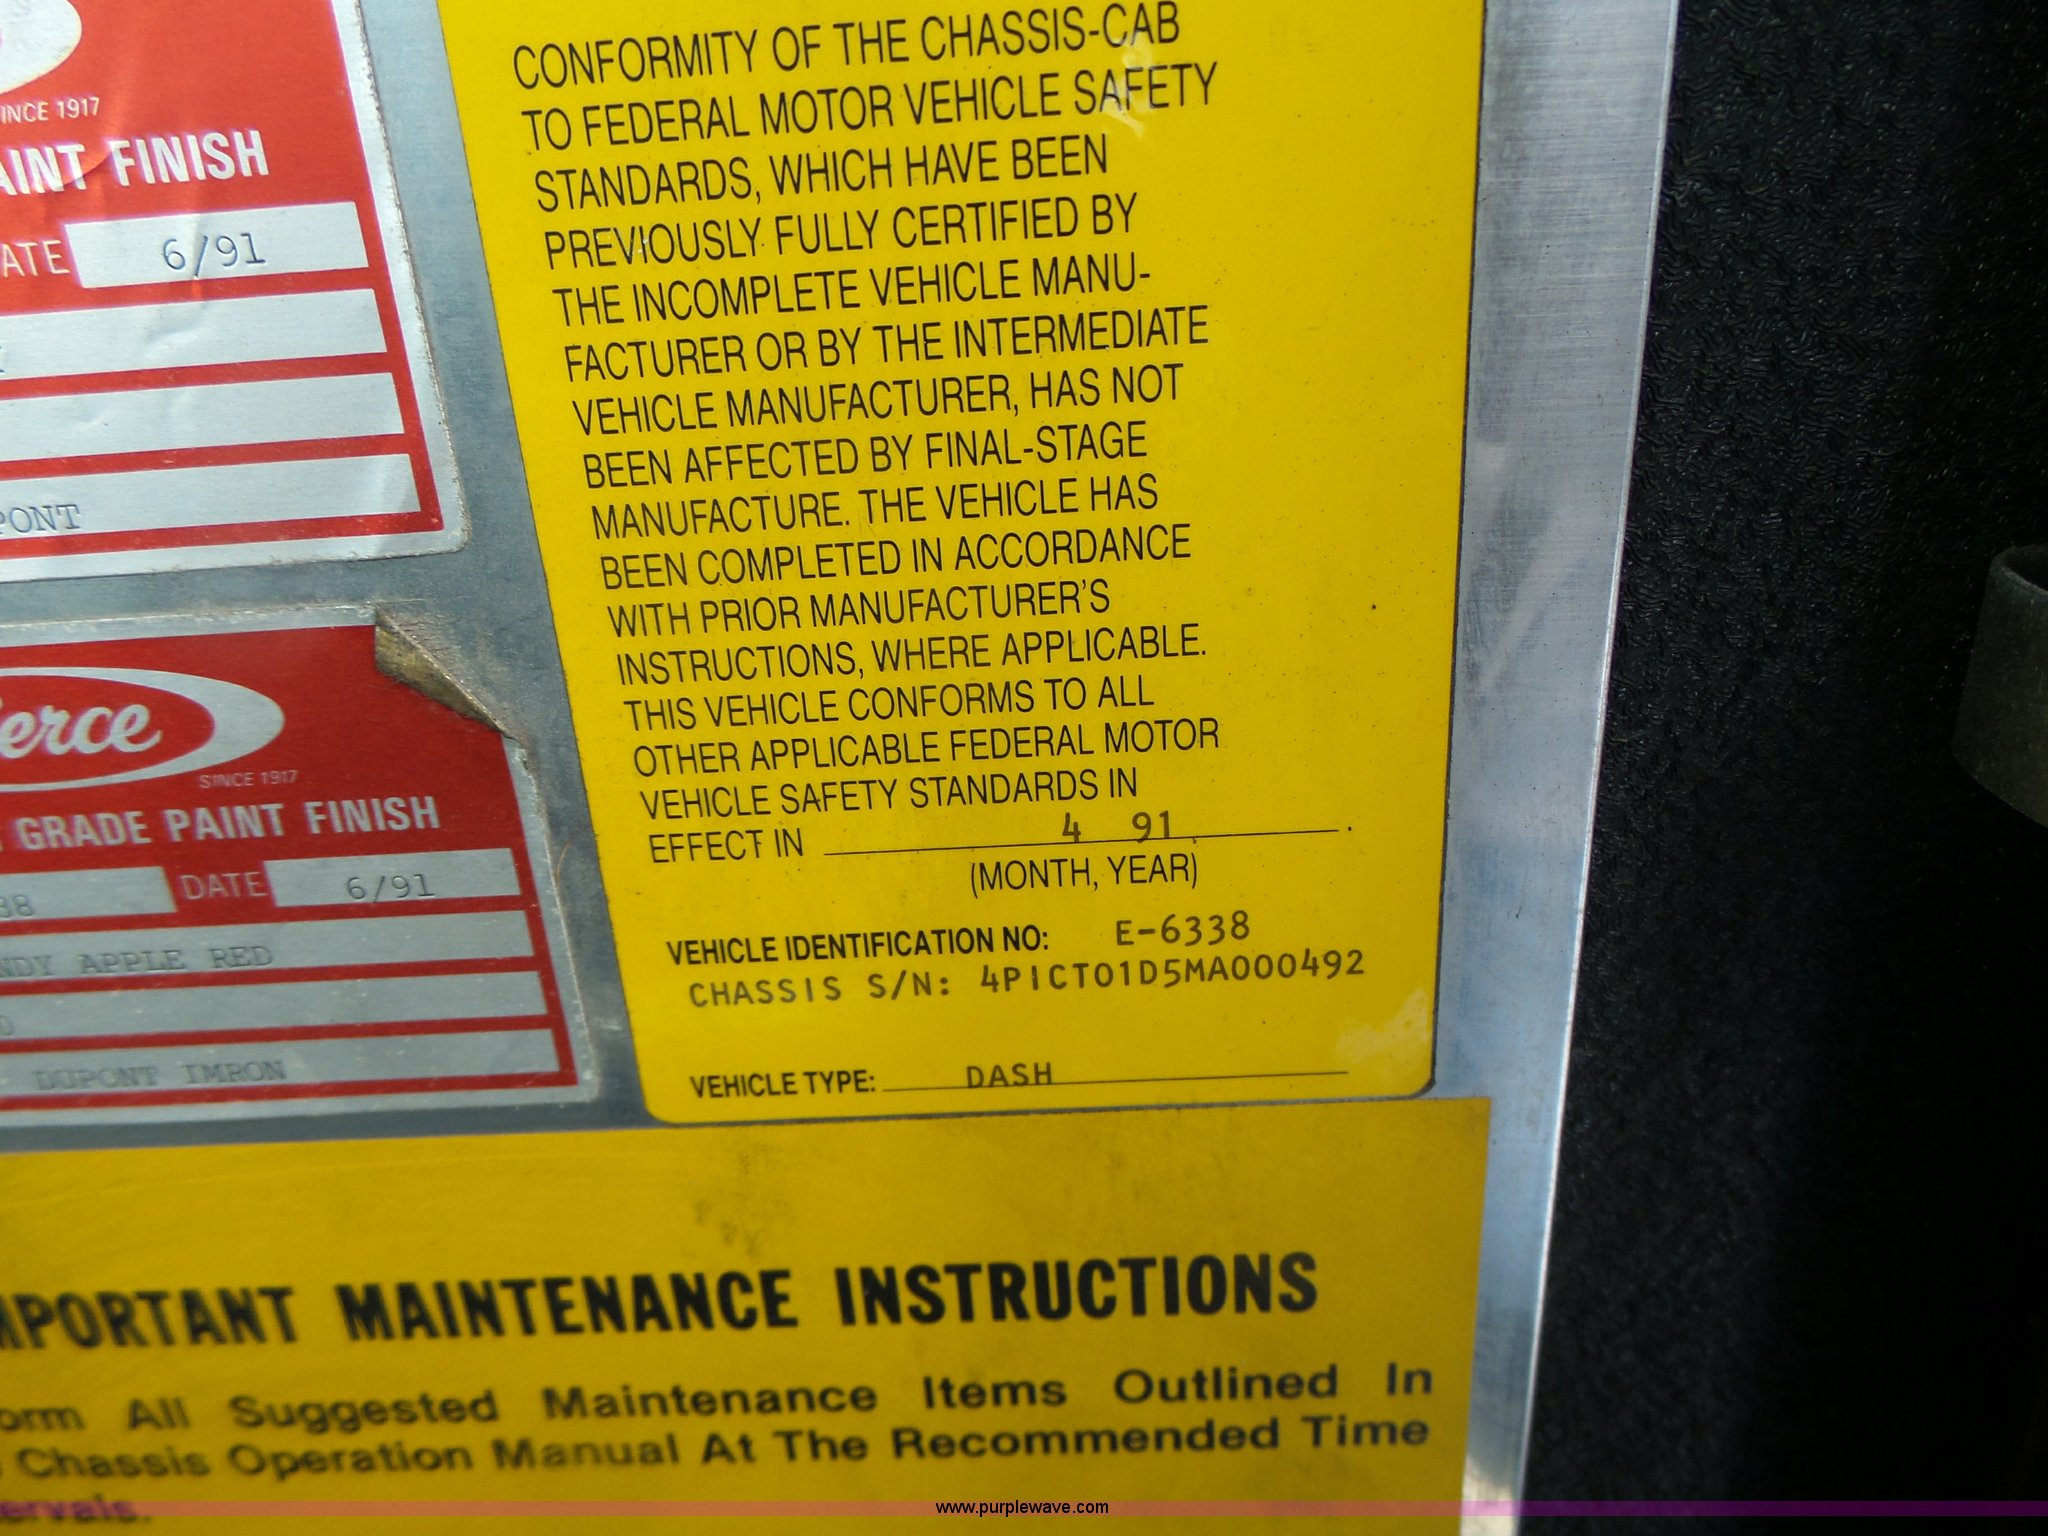 SINCE 1917
PAINT FINISH
DATE 6/91
PONT
CONFORMITY OF THE CHASSIS-CAB
TO FEDERAL MOTOR VEHICLE SAFETY
STANDARDS, WHICH HAVE BEEN
PREVIOUSLY FULLY CERTIFIED BY
THE INCOMPLETE VEHICLE MANU-
FACTURER OR BY THE INTERMEDIATE
VEHICLE MANUFACTURER, HAS NOT
BEEN AFFECTED BY FINAL-STAGE
MANUFACTURE. THE VEHICLE HAS
BEEN COMPLETED IN ACCORDANCE
WITH PRIOR MANUFACTURER'S
INSTRUCTIONS, WHERE APPLICABLE.
THIS VEHICLE CONFORMS TO ALL
OTHER APPLICABLE FEDERAL MOTOR
VEHICLE SAFETY STANDARDS IN
EFFECT IN 4 91.
(MONTH, YEAR)
VEHICLE IDENTIFICATION NO: E-6338
CHASSIS S/N: 4PICT01D5MA000492
VEHICLE TYPE: DASH
ierce
SINCE 1917
GRADE PAINT FINISH
38 DATE 6/91
NDY APPLE RED
DUPONT IMRON
MPORTANT MAINTENANCE INSTRUCTIONS
orm All Suggested Maintenance Items Outlined In
Chassis Operation Manual At The Recommended Time
ervals.
www.purplewave.com